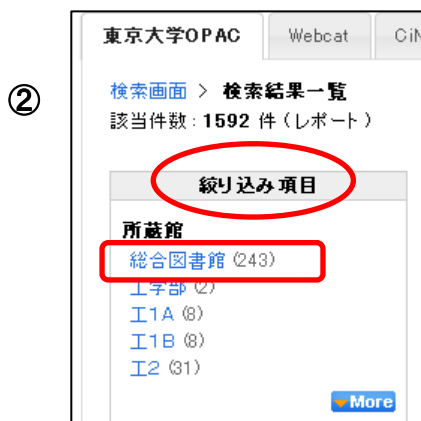 東京大学OPAC Webcat CiN
②
検索画面 > 検索結果一覧
該当件数:1592 件(レポート)
絞り込み項目
所蔵館
総合図書館 (243)
工学部 (2)
工1A (8)
工1B (8)
工2 (31)
More